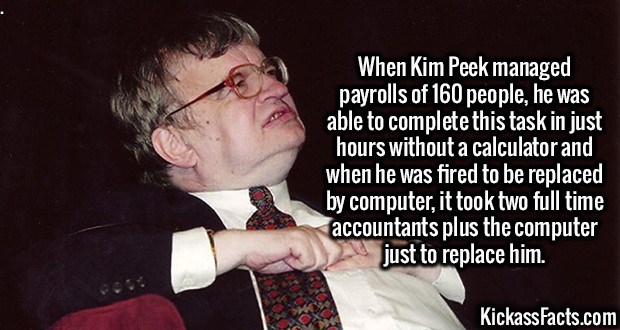 When Kim Peek managed
payrolls of 160 people, he was
able to complete this task in just
hours without a calculator and
when he was fired to be replaced
by computer, it took two full time
accountants plus the computer
just to replace him.
KickassFacts.com